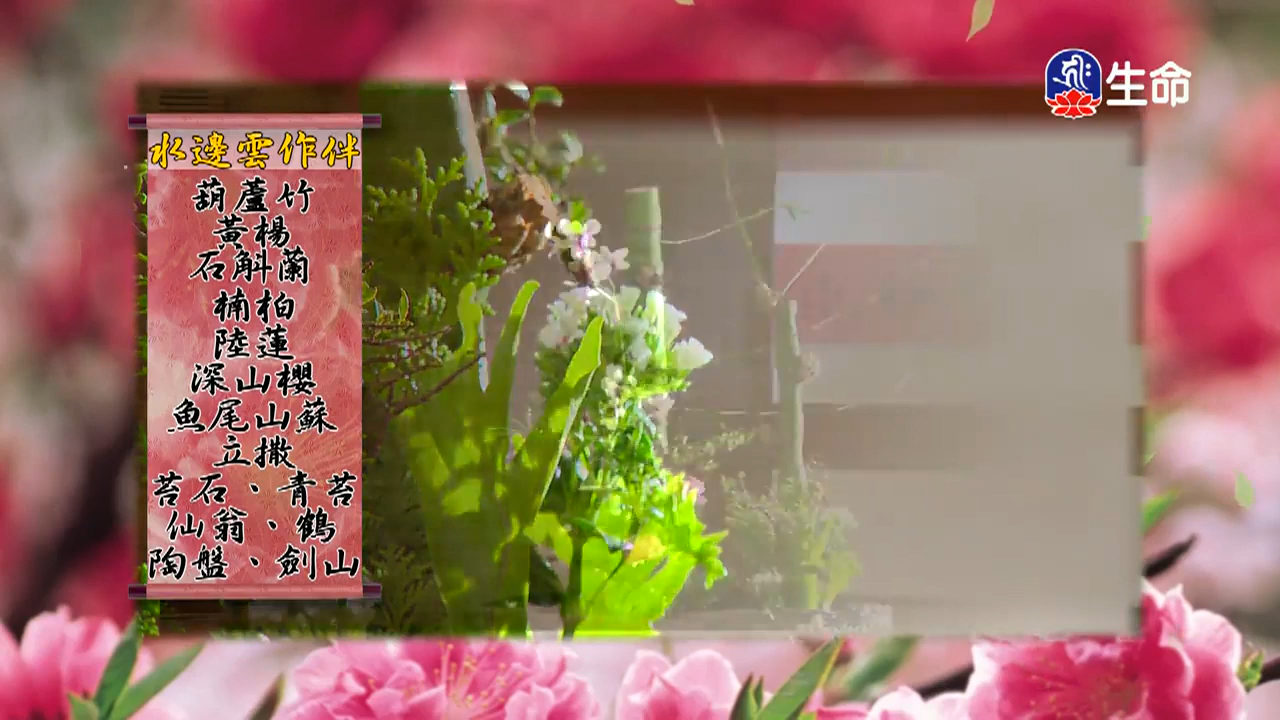 生命
水邊雲作伴
葫蘆竹
黃楊
石斛蘭
楠柏
陸蓮
深山櫻
魚尾山蘇
立撒
苔石、青苔
仙翁、鶴
陶盤、劍山